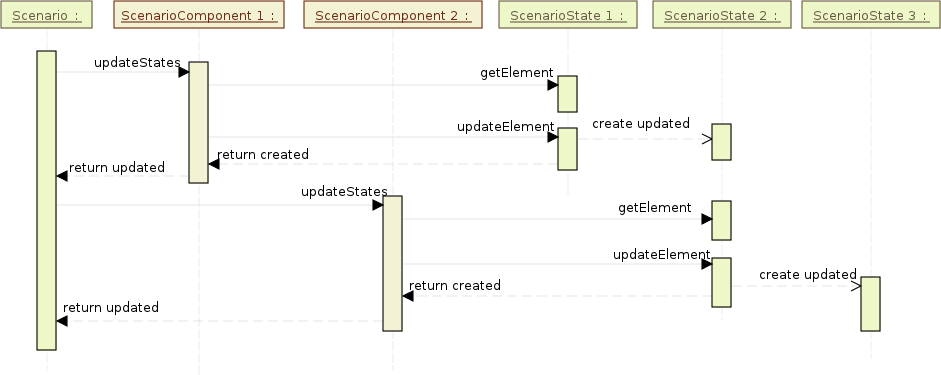 Scenario :
ScenarioComponent 1 :
ScenarioComponent 2 :
ScenarioState 1 :
ScenarioState 2 :
ScenarioState 3 :
updateStates
getElement
updateElement
create updated
return created
return updated
updateStates
getElement
updateElement
create updated
return created
return updated